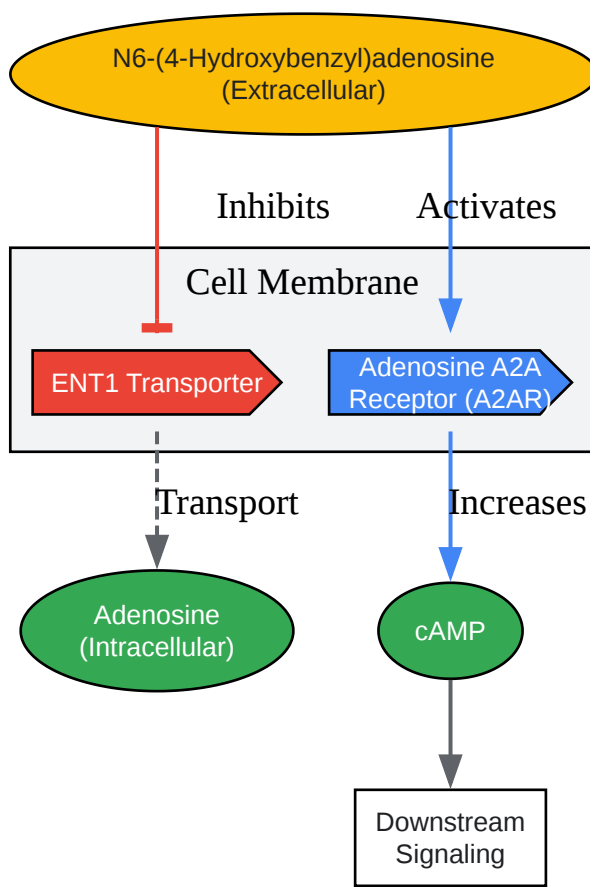 N6-(4-Hydroxybenzyl)adenosine
(Extracellular)
Inhibits
Activates
Cell Membrane
ENT1 Transporter
Adenosine A2A
Receptor (A2AR)
Transport
Increases
Adenosine
(Intracellular)
cAMP
Downstream
Signaling